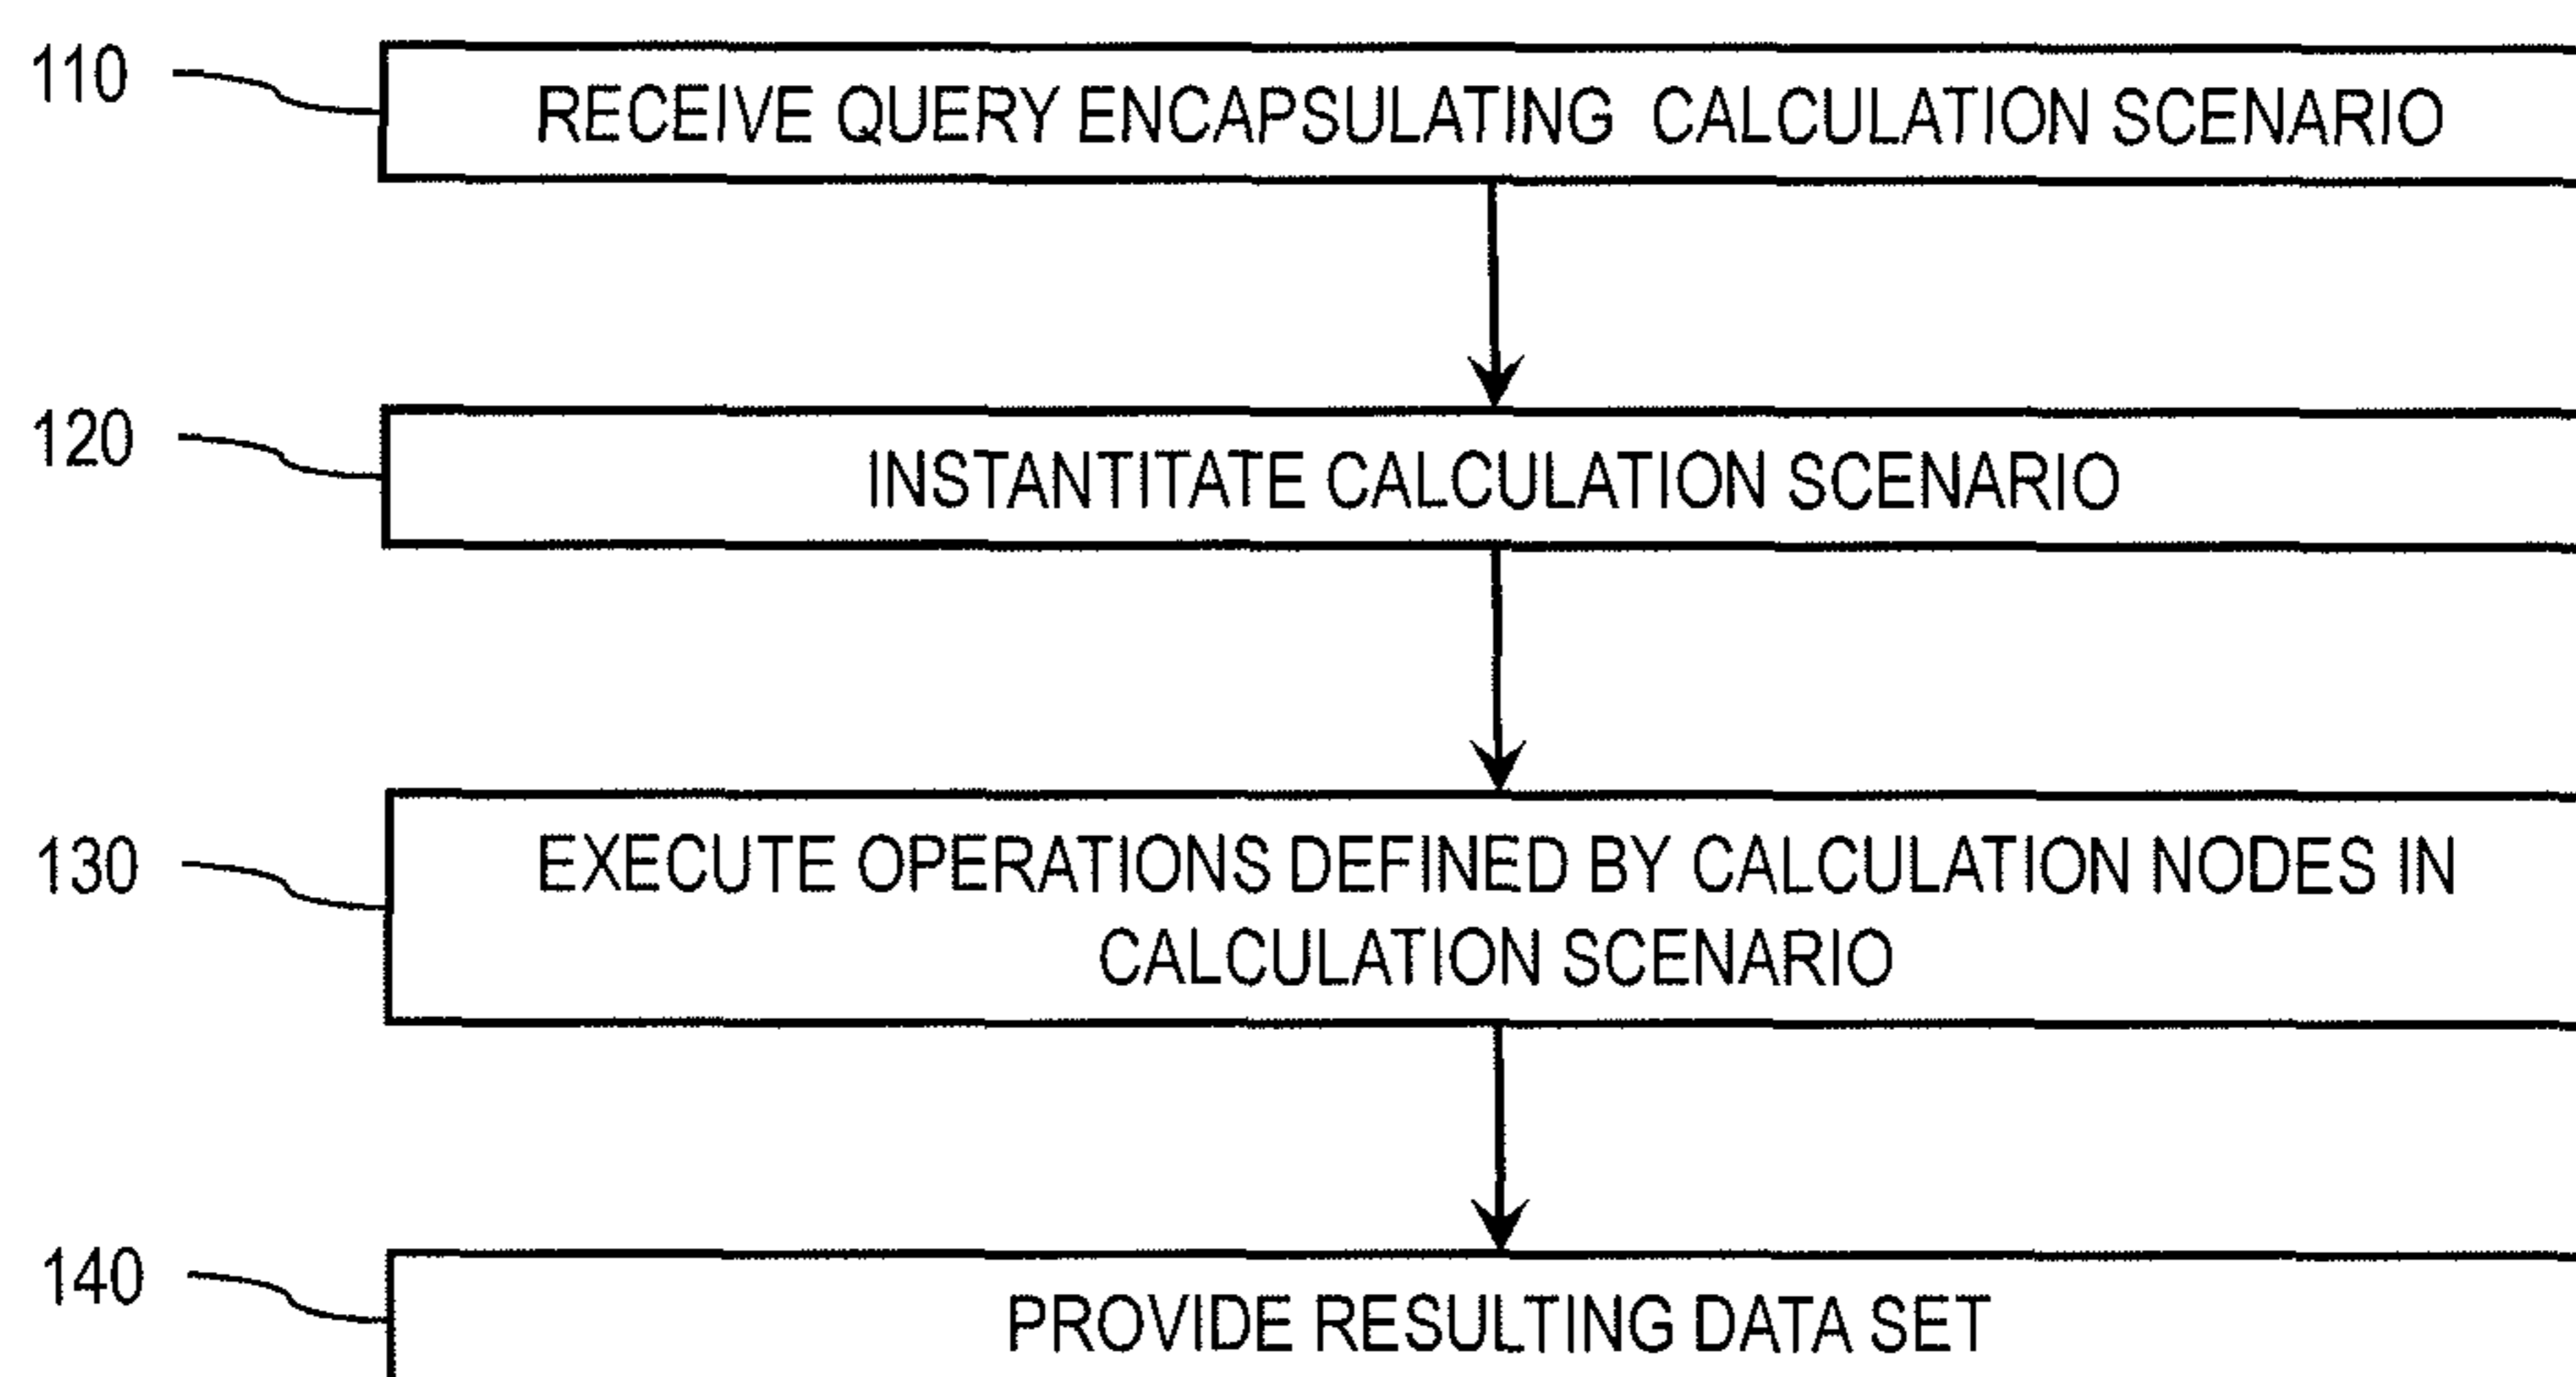 110
RECEIVE QUERY ENCAPSULATING CALCULATION SCENARIO
120
INSTANTITATE CALCULATION SCENARIO
130
EXECUTE OPERATIONS DEFINED BY CALCULATION NODES IN
CALCULATION SCENARIO
140
PROVIDE RESULTING DATA SET